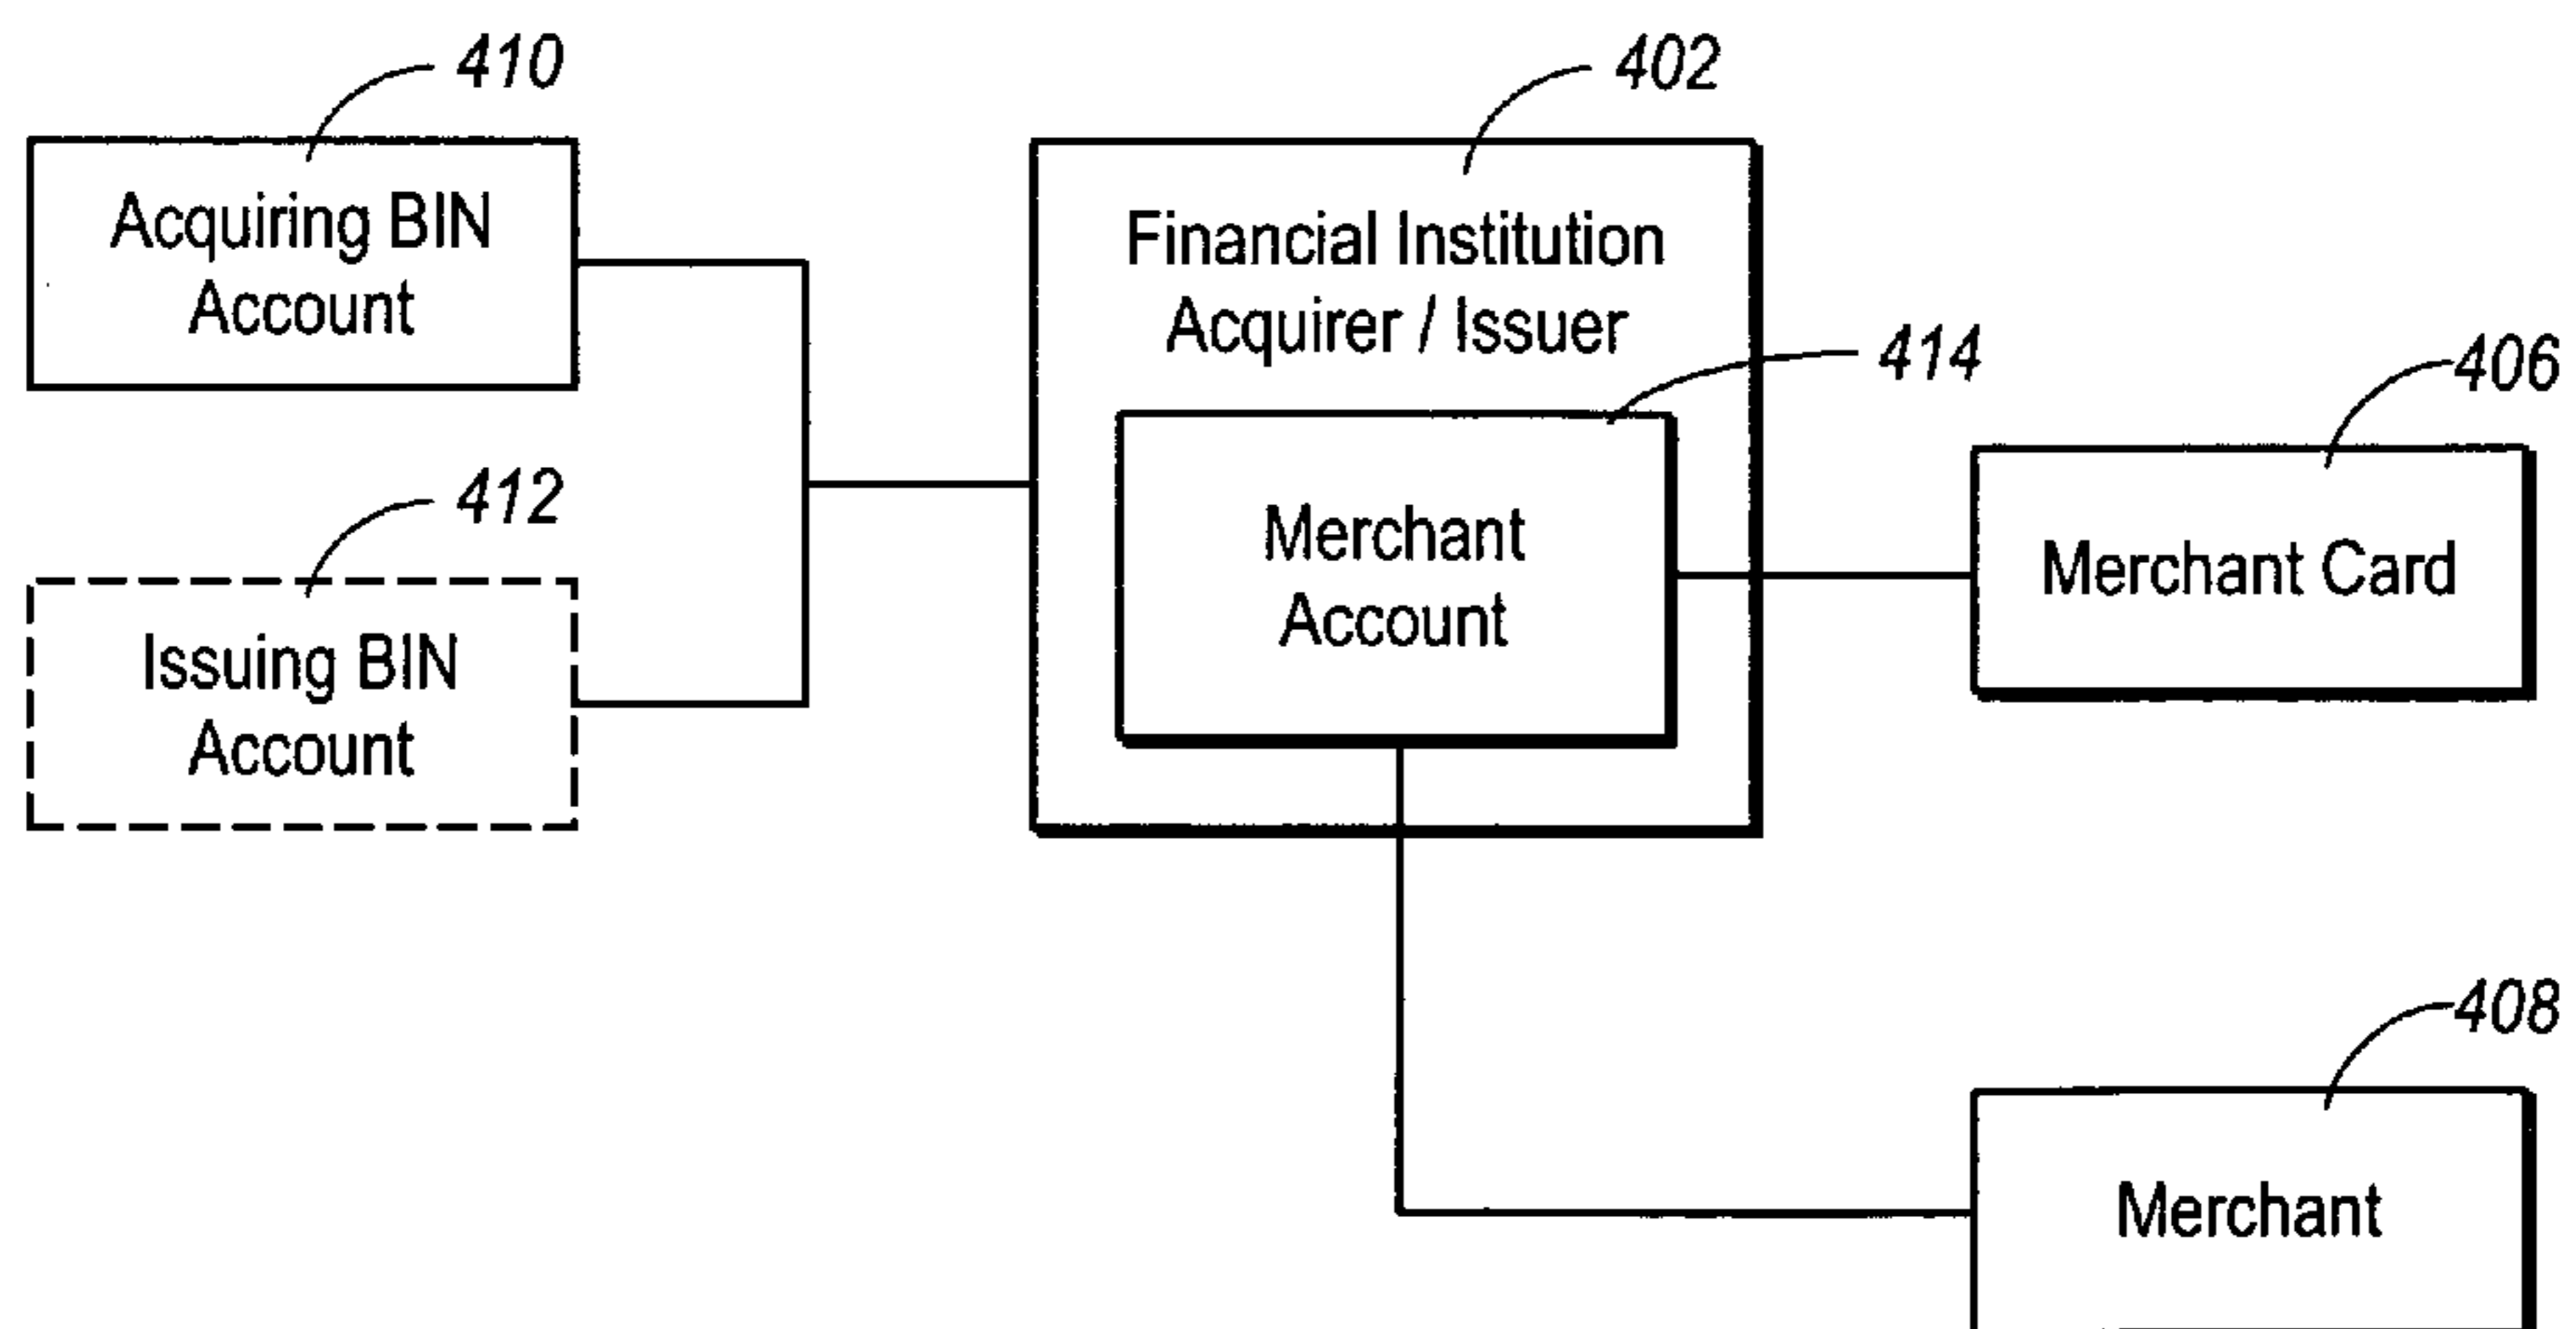 410
402
Acquiring BIN
Account
Financial Institution
Acquirer / Issuer
414
406
412
Issuing BIN
Account
Merchant
Account
Merchant Card
408
Merchant